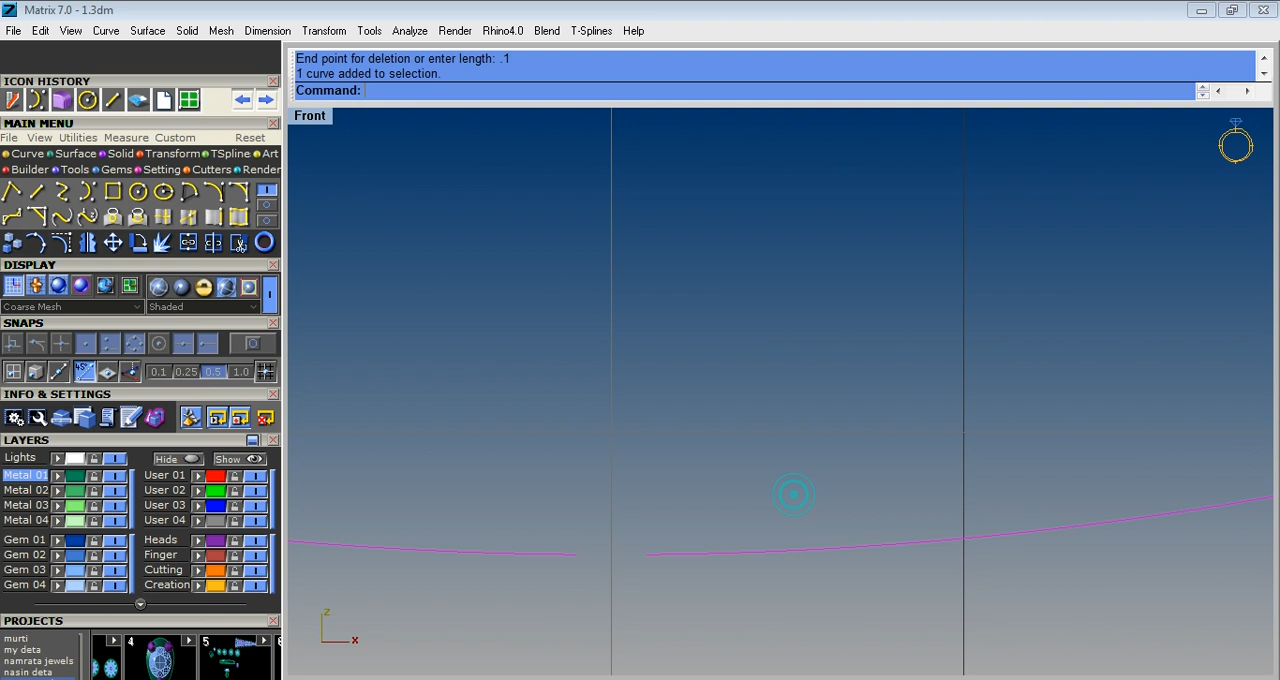 Matrix 7.0 - 1.3dm
File Edit View Curve Surface Solid Mesh Dimension Transform Tools Analyze Render Rhino4.0 Blend T-Splines Help
End point for deletion or enter length: .1
1 curve added to selection.
Command:
ICON HISTORY
MAIN MENU
File View Utilities Measure Custom Reset
Curve Surface Solid Transform TSpline Art
Builder Tools Gems Setting Cutters Render
DISPLAY
Coarse Mesh Shaded
SNAPS
45°
0.1 0.25 0.5 1.0
INFO & SETTINGS
LAYERS
Lights Hide Show
Metal 01 User 01
Metal 02 User 02
Metal 03 User 03
Metal 04 User 04
Gem 01 Heads
Gem 02 Finger
Gem 03 Cutting
Gem 04 Creation
PROJECTS
murti
my deta
namrata jewels
nasin deta
4 5
Front
z
x